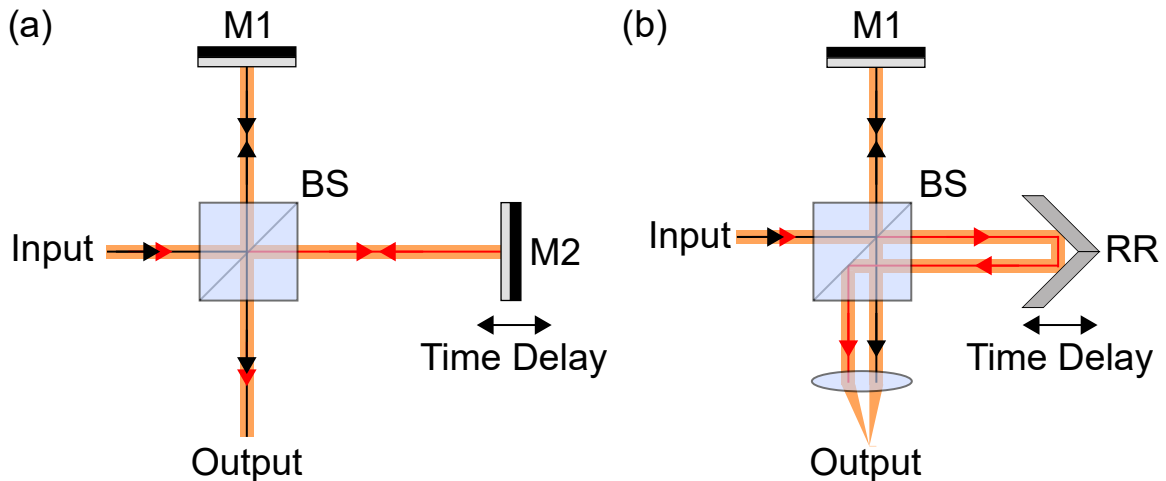 (a)
M1
BS
Input
M2
Time Delay
Output
(b)
M1
BS
Input
RR
Time Delay
Output